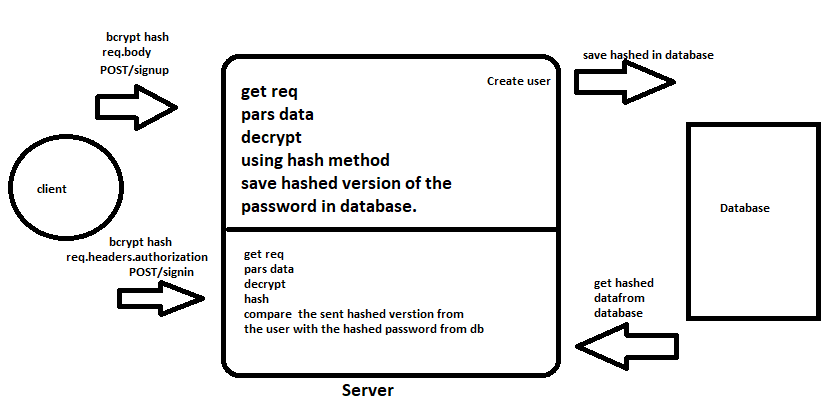 bcrypt hash
req.body
POST/signup
client
bcrypt hash
req.headers.authorization
POST/signin
Create user
get req
pars data
decrypt
using hash method
save hashed version of the
password in database.
get req
pars data
decrypt
hash
compare  the sent hashed verstion from
the user with the hashed password from db
Server
save hashed in database
Database
get hashed
datafrom
database